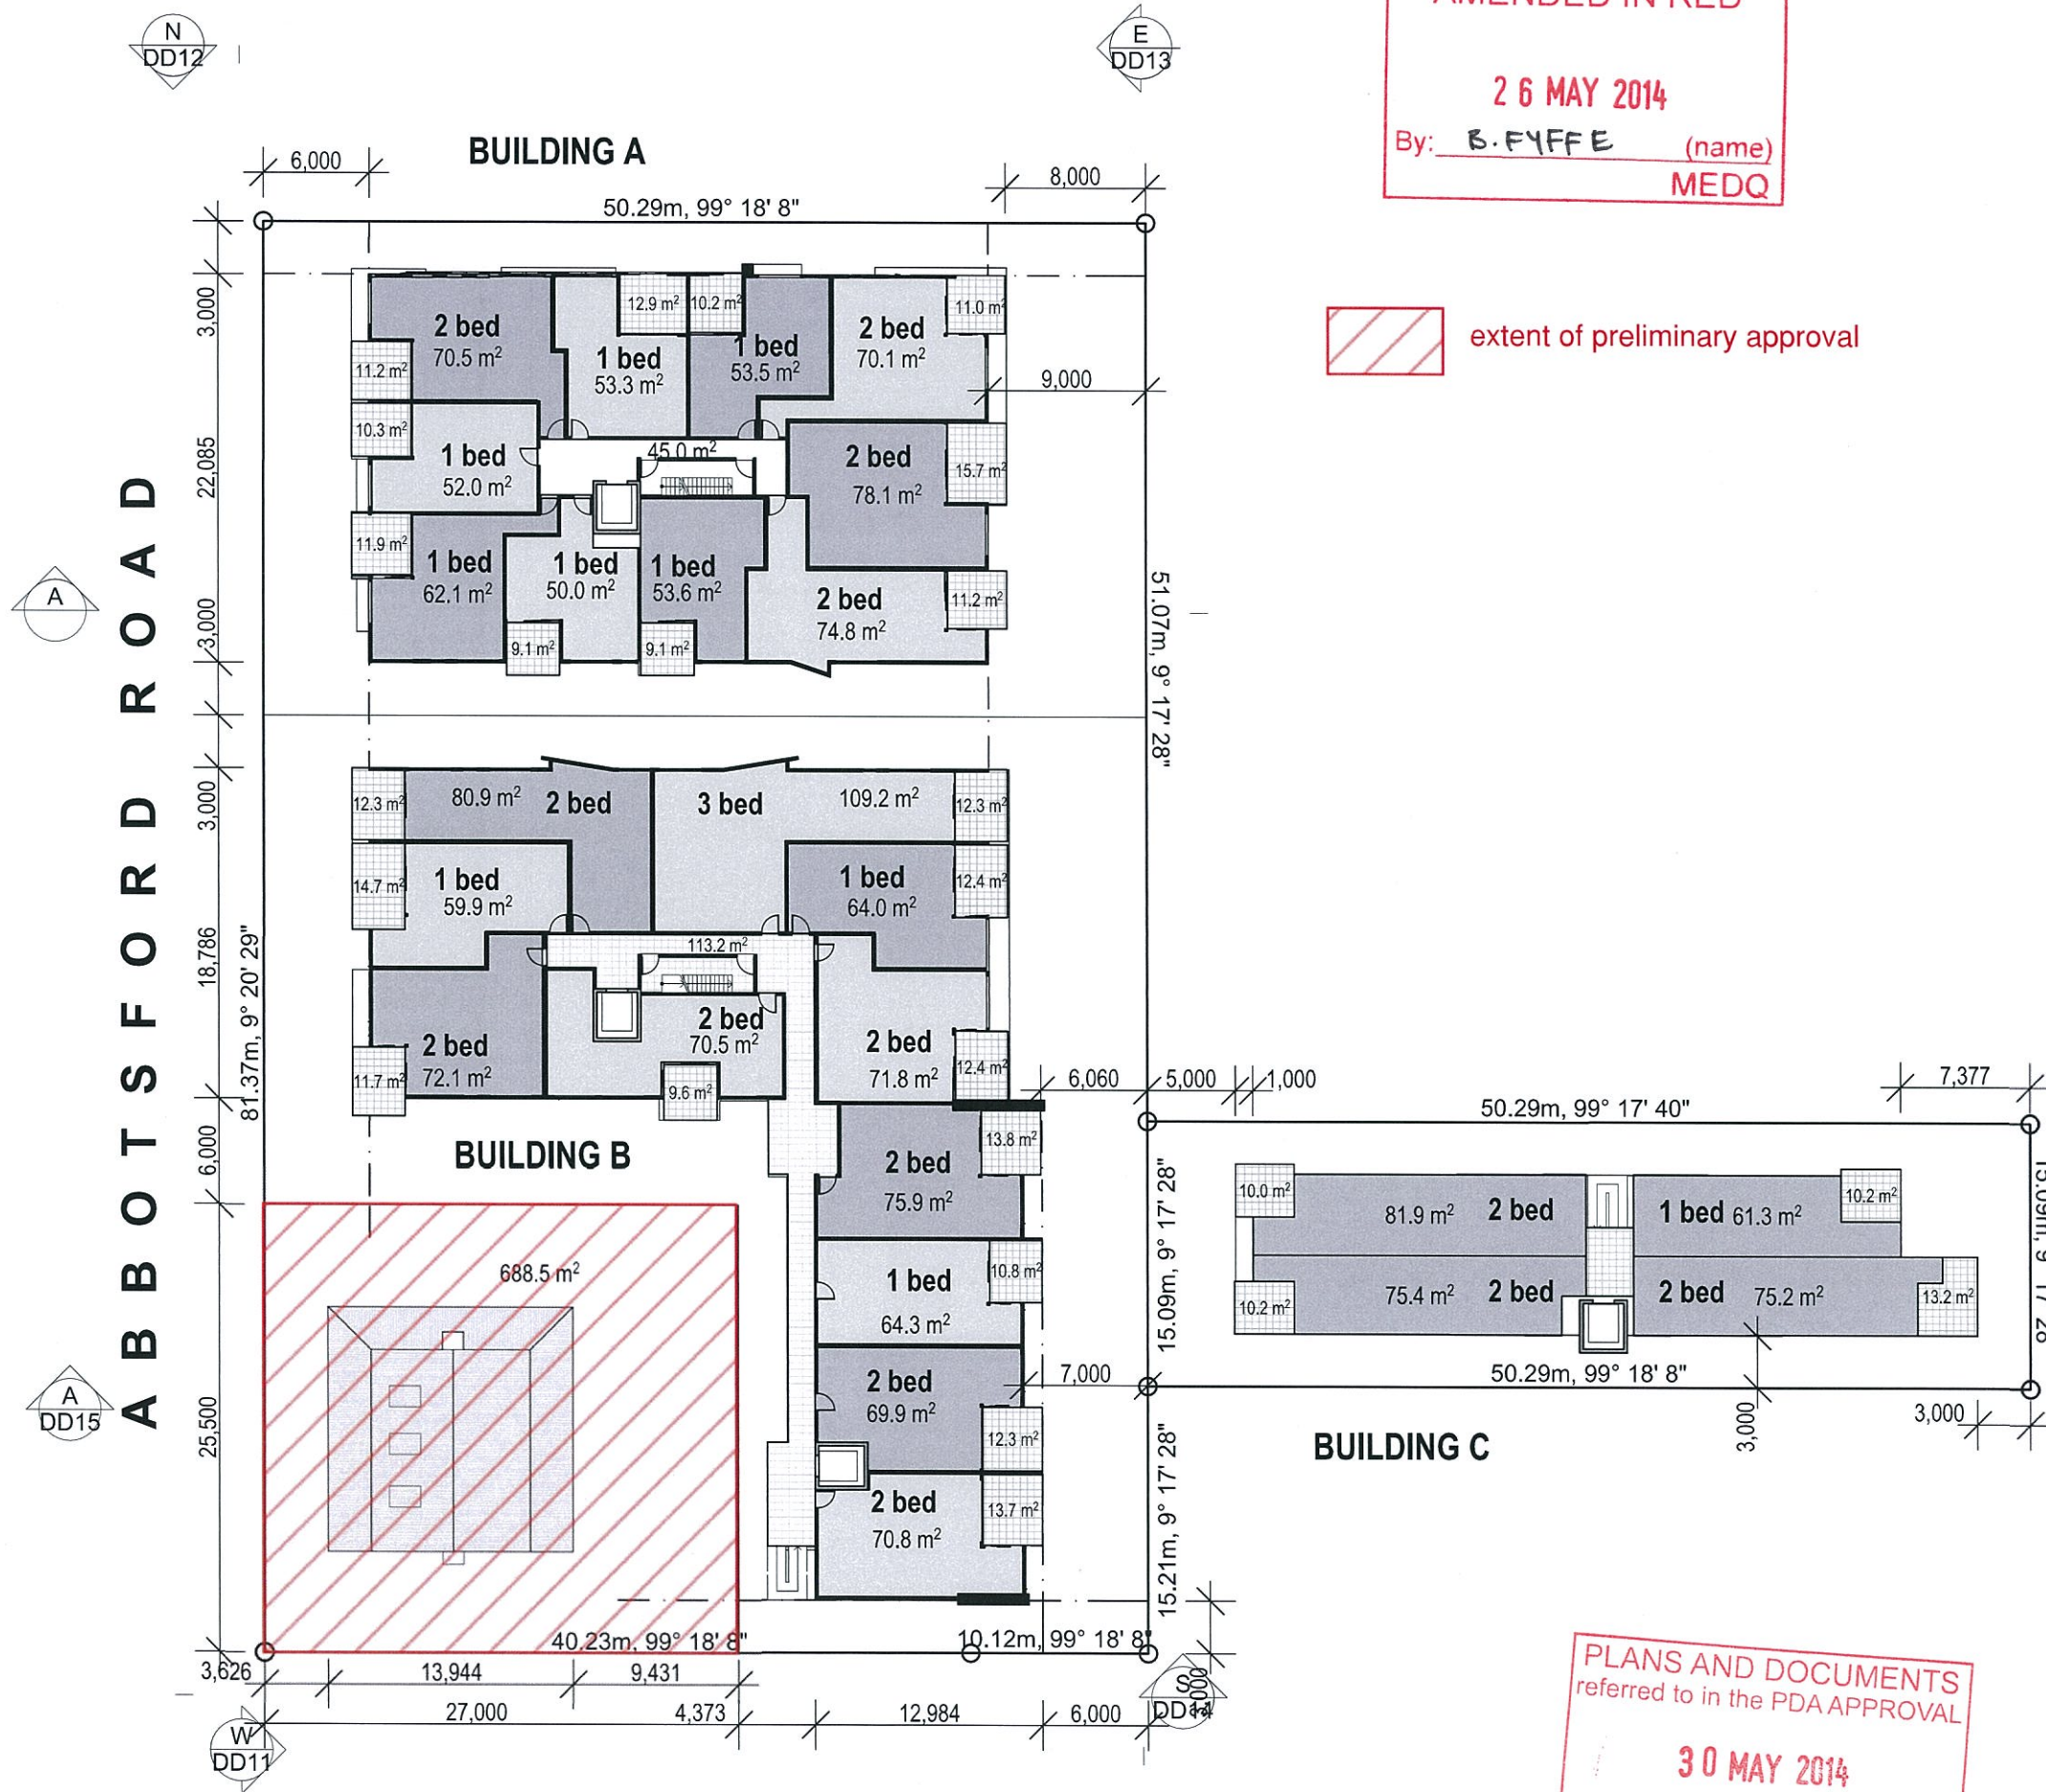 AMENDED IN RED
26 MAY 2014
By: B. FYFFE (name)
MEDQ
N
DD12
E
DD13
BUILDING A
6,000
8,000
50.29m, 99° 18' 8"
extent of preliminary approval
2 bed
70.5 m²
12.9 m²
10.2 m²
11.0 m²
1 bed
53.3 m²
1 bed
53.5 m²
2 bed
70.1 m²
11.2 m²
9,000
10.3 m²
1 bed
52.0 m²
45.0 m²
2 bed
78.1 m²
15.7 m²
11.9 m²
1 bed
62.1 m²
1 bed
50.0 m²
1 bed
53.6 m²
2 bed
74.8 m²
11.2 m²
9.1 m²
9.1 m²
3,000
22,085
3,000
3,000
18,786
6,000
25,500
ABBOTSFORD ROAD
A
A
DD15
81.37m, 9° 20' 29"
51.07m, 9° 17' 28"
12.3 m²
80.9 m²
2 bed
3 bed
109.2 m²
12.3 m²
14.7 m²
1 bed
59.9 m²
1 bed
64.0 m²
12.4 m²
113.2 m²
2 bed
72.1 m²
11.7 m²
2 bed
70.5 m²
9.6 m²
2 bed
71.8 m²
12.4 m²
6,060
5,000
1,000
7,377
BUILDING B
2 bed
75.9 m²
13.8 m²
1 bed
64.3 m²
10.8 m²
2 bed
69.9 m²
12.3 m²
2 bed
70.8 m²
13.7 m²
7,000
688.5 m²
50.29m, 99° 17' 40"
15.09m, 9° 17' 28"
15.09m, 9° 17' 28"
10.0 m²
81.9 m²
2 bed
1 bed
61.3 m²
10.2 m²
10.2 m²
75.4 m²
2 bed
2 bed
75.2 m²
13.2 m²
50.29m, 99° 18' 8"
3,000
3,000
BUILDING C
15.21m, 9° 17' 28"
40.23m, 99° 18' 8"
10.12m, 99° 18' 8"
3,626
13,944
9,431
27,000
4,373
12,984
6,000
3,000
S
DD14
W
DD11
PLANS AND DOCUMENTS
referred to in the PDA APPROVAL
30 MAY 2014